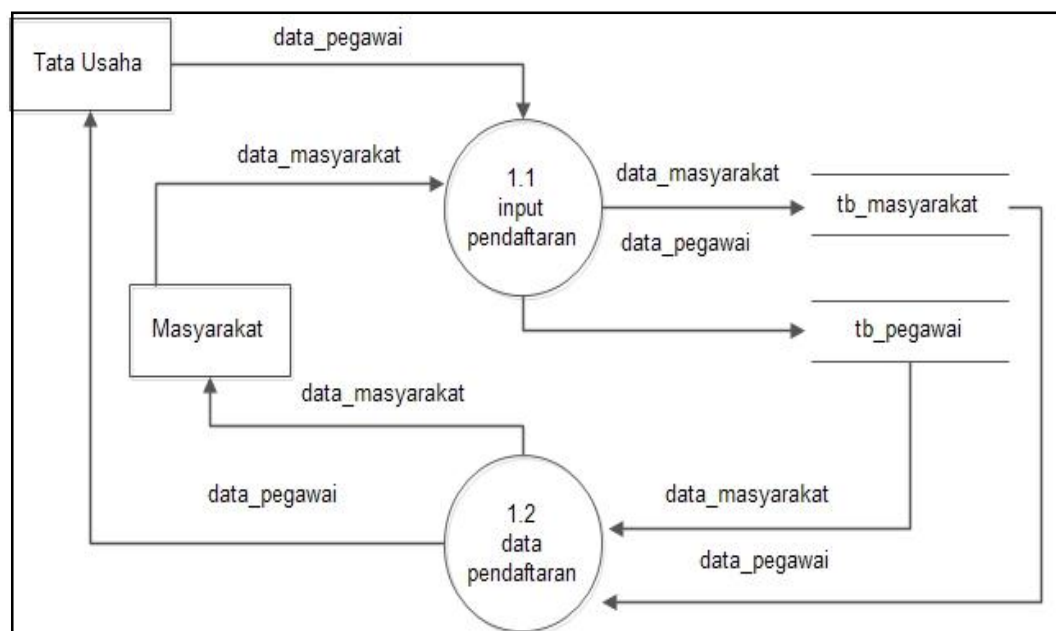 data_pegawai
Tata Usaha
data_masyarakat
1.1
input
pendaftaran
data_masyarakat
tb_masyarakat
data_pegawai
Masyarakat
tb_pegawai
data_masyarakat
data_pegawai
1.2
data
pendaftaran
data_masyarakat
data_pegawai